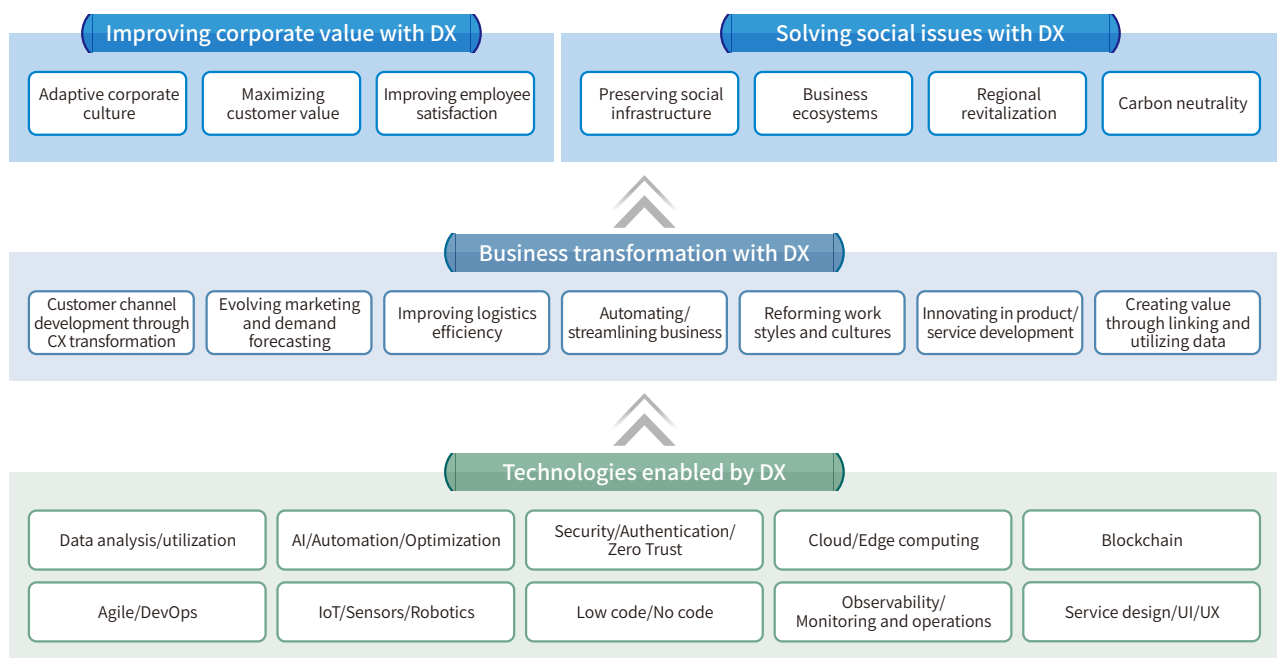 Improving corporate value with DX
Adaptive corporate
culture
Maximizing
customer value
Improving employee
satisfaction
Solving social issues with DX
Preserving social
infrastructure
Business
ecosystems
Regional
revitalization
Carbon neutrality
Business transformation with DX
Customer channel
development through
CX transformation
Evolving marketing
and demand
forecasting
Improving logistics
efficiency
Automating/
streamlining business
Reforming work
styles and cultures
Innovating in product/
service development
Creating value
through linking and
utilizing data
Technologies enabled by DX
Data analysis/utilization
AI/Automation/Optimization
Security/Authentication/
Zero Trust
Cloud/Edge computing
Blockchain
Agile/DevOps
IoT/Sensors/Robotics
Low code/No code
Observability/
Monitoring and operations
Service design/UI/UX